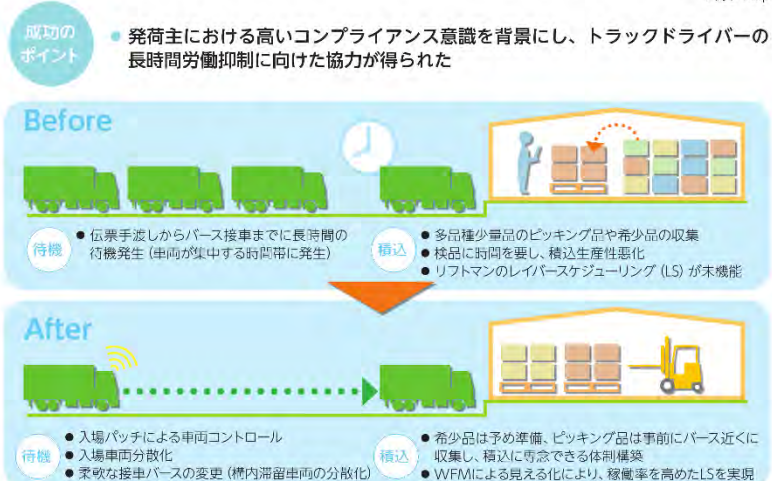 成功の
ポイント
● 発荷主における高いコンプライアンス意識を背景にし、トラックドライバーの
長時間労働抑制に向けた協力が得られた
Before
待機
● 伝票手渡しからバース接車までに長時間の
待機発生（車両が集中する時間帯に発生）
積込
● 多品種少量品のピッキング品や希少品の収集
● 検品に時間を要し、積込生産性悪化
● リフトマンのレイバースケジューリング（LS）が未機能
After
待機
● 入場パッチによる車両コントロール
● 入場車両分散化
● 柔軟な接車バースの変更（構内滞留車両の分散化）
積込
● 希少品は予め準備、ピッキング品は事前にバース近くに
収集し、積込に専念できる体制構築
● WFMによる見える化により、稼働率を高めたLSを実現